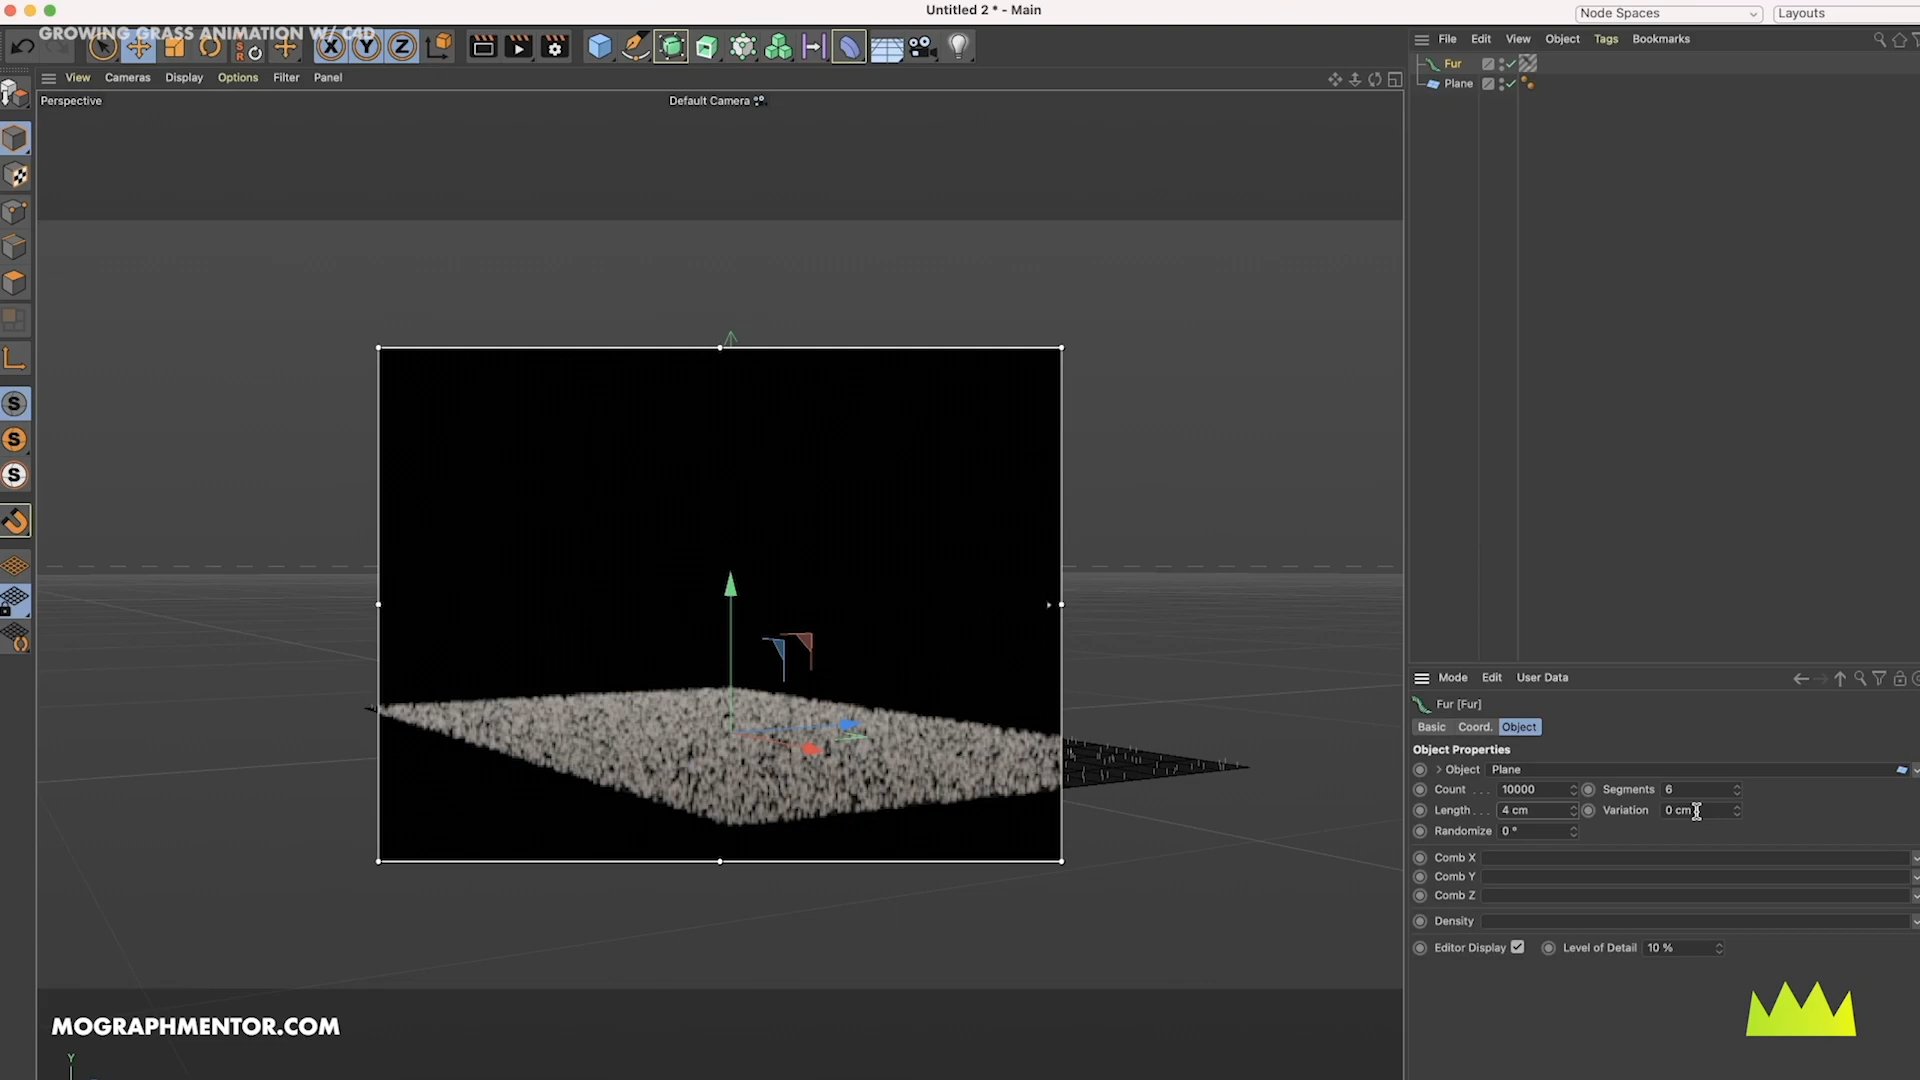 Untitled 2 * - Main
Node Spaces
Layouts
GROWING GRASS ANIMATION W/ C4D
X Y Z
File Edit View Object Tags Bookmarks
Fur
Plane
View Cameras Display Options Filter Panel
Perspective
Default Camera
S
S
S
Mode Edit User Data
Fur [Fur]
Basic Coord. Object
Object Properties
Object Plane
Count . . . 10000 Segments 6
Length . . . 4 cm Variation 0 cm
Randomize 0 °
Comb X
Comb Y
Comb Z
Density
Editor Display Level of Detail 10 %
MOGRAPHMENTOR.COM
Y